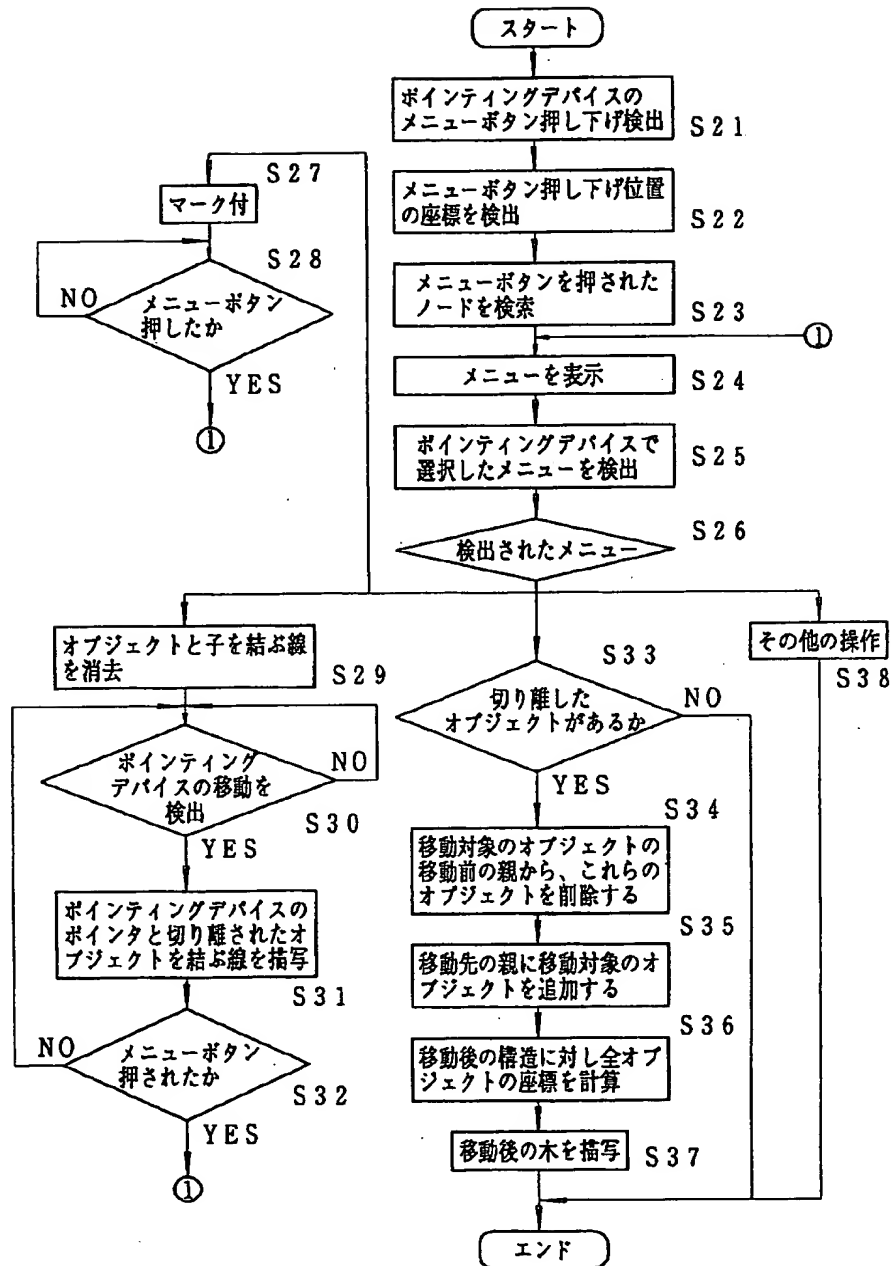 スタート
ポインティングデバイスの
メニューボタン押し下げ検出
S21
メニューボタン押し下げ位置
の座標を検出
S22
メニューボタンを押された
ノードを検索
S23
①
メニューを表示
S24
ポインティングデバイスで
選択したメニューを検出
S25
検出されたメニュー
S26
S27
マーク付
S28
メニューボタン
押したか
NO
YES
①
オブジェクトと子を結ぶ線
を消去
S29
ポインティング
デバイスの移動を
検出
NO
S30
YES
ポインティングデバイスの
ポインタと切り離されたオ
ブジェクトを結ぶ線を描写
S31
NO
メニューボタン
押されたか
S32
YES
①
S33
切り離した
オブジェクトがあるか
NO
YES
S34
移動対象のオブジェクトの
移動前の親から、これらの
オブジェクトを削除する
S35
移動先の親に移動対象のオ
ブジェクトを追加する
S36
移動後の構造に対し全オブ
ジェクトの座標を計算
移動後の木を描写
S37
その他の操作
S38
エンド